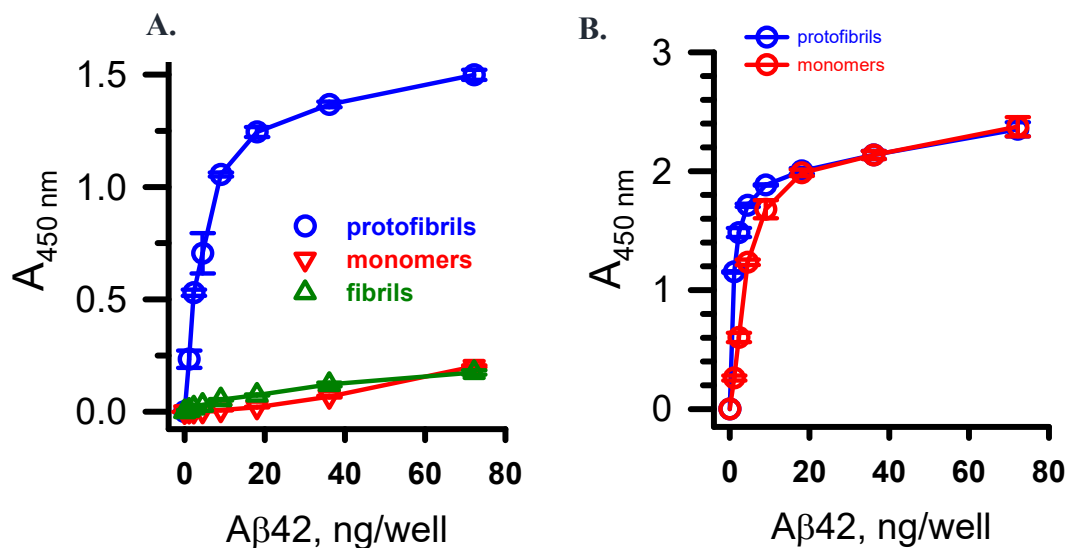 A.
1.5
1.0
0.5
0.0
A450 nm
protofibrils
monomers
fibrils
0
20
40
60
80
Aβ42, ng/well
B.
protofibrils
monomers
3
2
1
0
A450 nm
0
20
40
60
80
Aβ42, ng/well